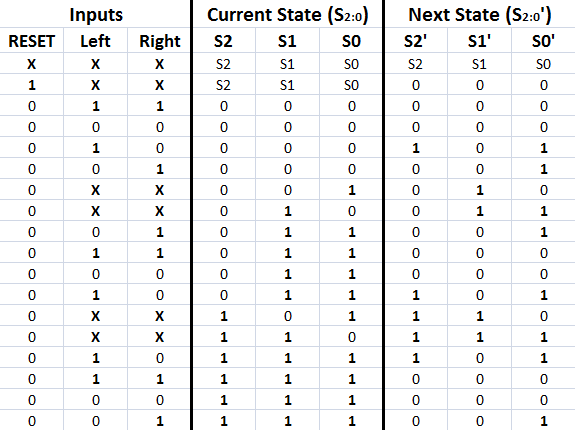 Inputs Current State (S2:0) Next State (S2:0')
RESET Left Right S2 S1 S0 S2' S1' S0'
X X X S2 S1 S0 S2 S1 S0
1 X X S2 S1 S0 0 0 0
0 1 1 0 0 0 0 0 0
0 0 0 0 0 0 0 0 0
0 1 0 0 0 0 1 0 1
0 0 1 0 0 0 0 0 1
0 X X 0 0 1 0 1 0
0 X X 0 1 0 0 1 1
0 0 1 0 1 1 0 0 1
0 1 1 0 1 1 0 0 0
0 0 0 0 1 1 0 0 0
0 1 0 0 1 1 1 0 1
0 X X 1 0 1 1 1 0
0 X X 1 1 0 1 1 1
0 1 0 1 1 1 1 0 1
0 1 1 1 1 1 0 0 0
0 0 0 1 1 1 0 0 0
0 0 1 1 1 1 0 0 1